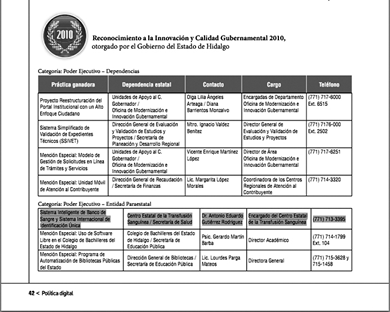 2010
Reconocimiento a la Innovación y Calidad Gubernamental 2010,
otorgado por el Gobierno del Estado de Hidalgo
Categoría: Poder Ejecutivo – Dependencias
Práctica ganadora Dependencia estatal Contacto Cargo Teléfono
Proyecto Reestructuración del
Portal Institucional con un Alto
Enfoque Ciudadano
Unidades de Apoyo al C.
Gobernador /
Oficina de Modernización e
Innovación Gubernamental
Olga Lilia Ángeles
Arteaga / Diana
Barrientos Moncalvo
Encargadas de Departamento
Oficina de Modernización e
Innovación Gubernamental
(771) 717-6000
Ext. 6515
Sistema Simplificado de
Validación de Expedientes
Técnicos (SSIVET)
Dirección General de Evaluación
y Validación de Estudios y
Proyectos / Secretaría de
Planeación y Desarrollo Regional
Mtro. Ignacio Valdez
Benítez
Director General de
Evaluación y Validación de
Estudios y Proyectos
(771) 7176-000
Ext. 2502
Mención Especial: Modelo de
Gestión de Solicitudes en Línea
de Trámites y Servicios
Unidades de Apoyo al C.
Gobernador /
Oficina de Modernización e
Innovación Gubernamental
Vicente Enrique Martínez
López
Director de Área
Oficina de Modernización e
Innovación Gubernamental
(771) 717-6251
Mención Especial: Unidad Móvil
de Atención al Contribuyente
Dirección General de Recaudación
/ Secretaría de Finanzas
Lic. Margarita López
Morales
Coordinadora de los Centros
Regionales de Atención al
Contribuyente
(771) 714-3320
Categoría: Poder Ejecutivo – Entidad Paraestatal
Sistema Inteligente de Banco de
Sangre y Sistema Internacional de
Identificación Única
Centro Estatal de la Transfusión
Sanguínea / Secretaría de Salud
Dr. Antonio Eduardo
Gutiérrez Rodríguez
Encargado del Centro Estatal
de la Transfusión Sanguínea
(771) 713-3395
Mención Especial: Uso de Software
Libre en el Colegio de Bachilleres del
Estado de Hidalgo
Colegio de Bachilleres del Estado
de Hidalgo / Secretaría de
Educación Pública
Psic. Gerardo Martín
Barba
Director Académico
(771) 714-1799
Ext. 104
Mención Especial: Programa de
Automatización de Bibliotecas Públicas
del Estado
Dirección General de Bibliotecas /
Secretaría de Educación Pública
Lic. Lourdes Parga
Mateos
Directora General
(771) 715-3629 y
715-1458
42 < Política digital